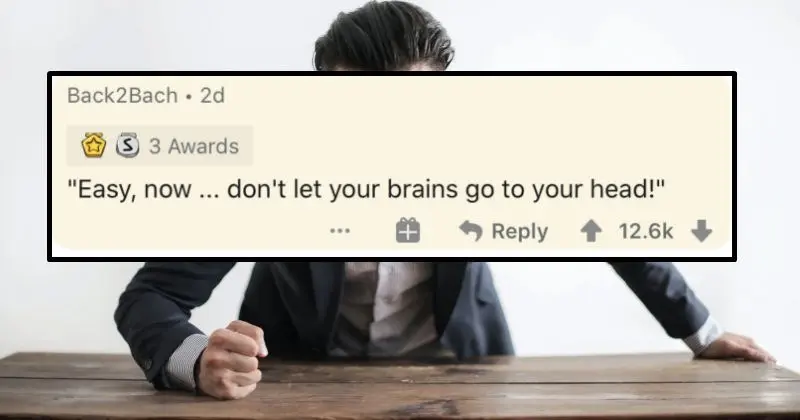 Back2Bach • 2d
S 3 Awards
"Easy, now ... don't let your brains go to your head!"
... Reply 12.6k